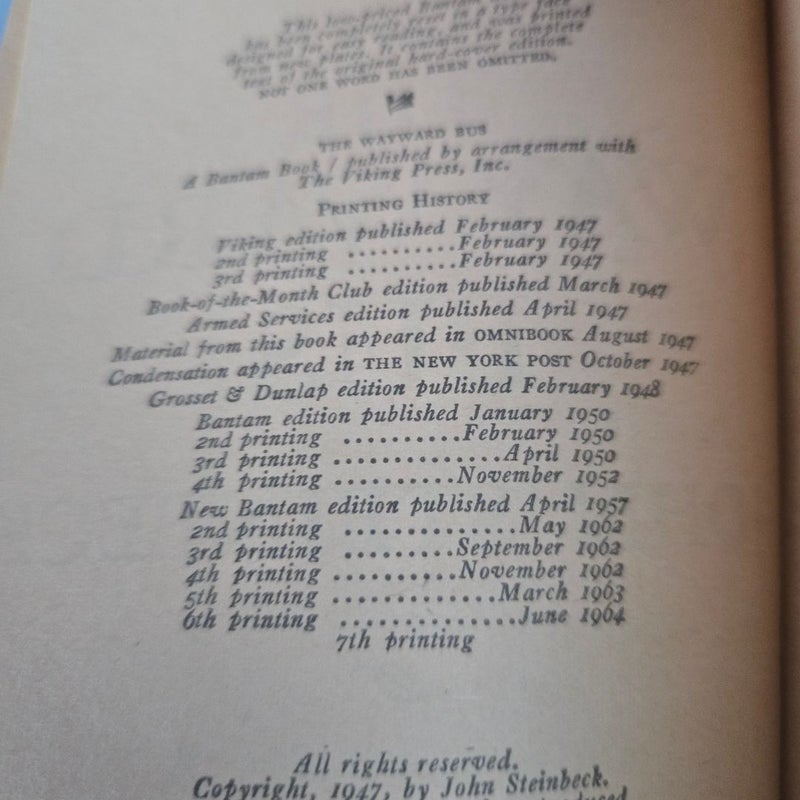 This low-priced Bantam
has been completely reset in a type face
designed for easy reading, and was printed
from new plates. It contains the complete
text of the original hard-cover edition.
NOT ONE WORD HAS BEEN OMITTED.
THE WAYWARD BUS
A Bantam Book / published by arrangement with
The Viking Press, Inc.
PRINTING HISTORY
Viking edition published February 1947
2nd printing ..........February 1947
3rd printing ..........February 1947
Book-of-the-Month Club edition published March 1947
Armed Services edition published April 1947
Material from this book appeared in OMNIBOOK August 1947
Condensation appeared in THE NEW YORK POST October 1947
Grosset & Dunlap edition published February 1948
Bantam edition published January 1950
2nd printing ..........February 1950
3rd printing ..............April 1950
4th printing ..........November 1952
New Bantam edition published April 1957
2nd printing ..............May 1962
3rd printing .........September 1962
4th printing ..........November 1962
5th printing .............March 1963
6th printing ..............June 1964
7th printing
All rights reserved.
Copyright, 1947, by John Steinbeck.